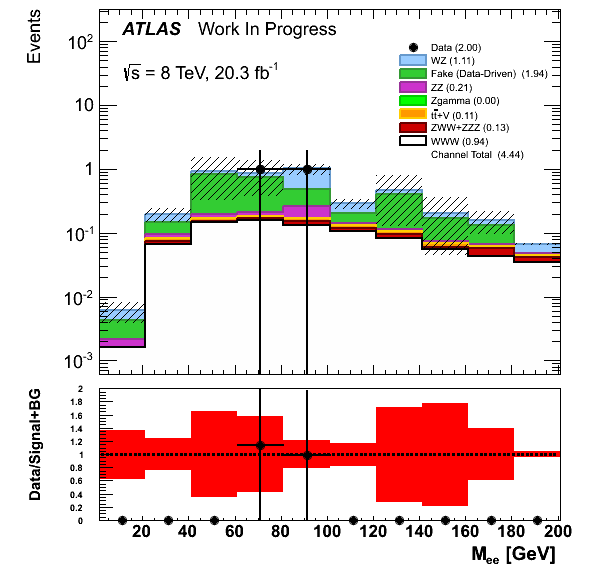 Events
ATLAS Work In Progress
√s = 8 TeV, 20.3 fb⁻¹
Data (2.00)
WZ (1.11)
Fake (Data-Driven) (1.94)
ZZ (0.21)
Zgamma (0.00)
tt̄+V (0.11)
ZWW+ZZZ (0.13)
WWW (0.94)
Channel Total (4.44)
10²
10
1
10⁻¹
10⁻²
10⁻³
Data/Signal+BG
2
1.8
1.6
1.4
1.2
1
0.8
0.6
0.4
0.2
0
20 40 60 80 100 120 140 160 180 200
M_ee [GeV]